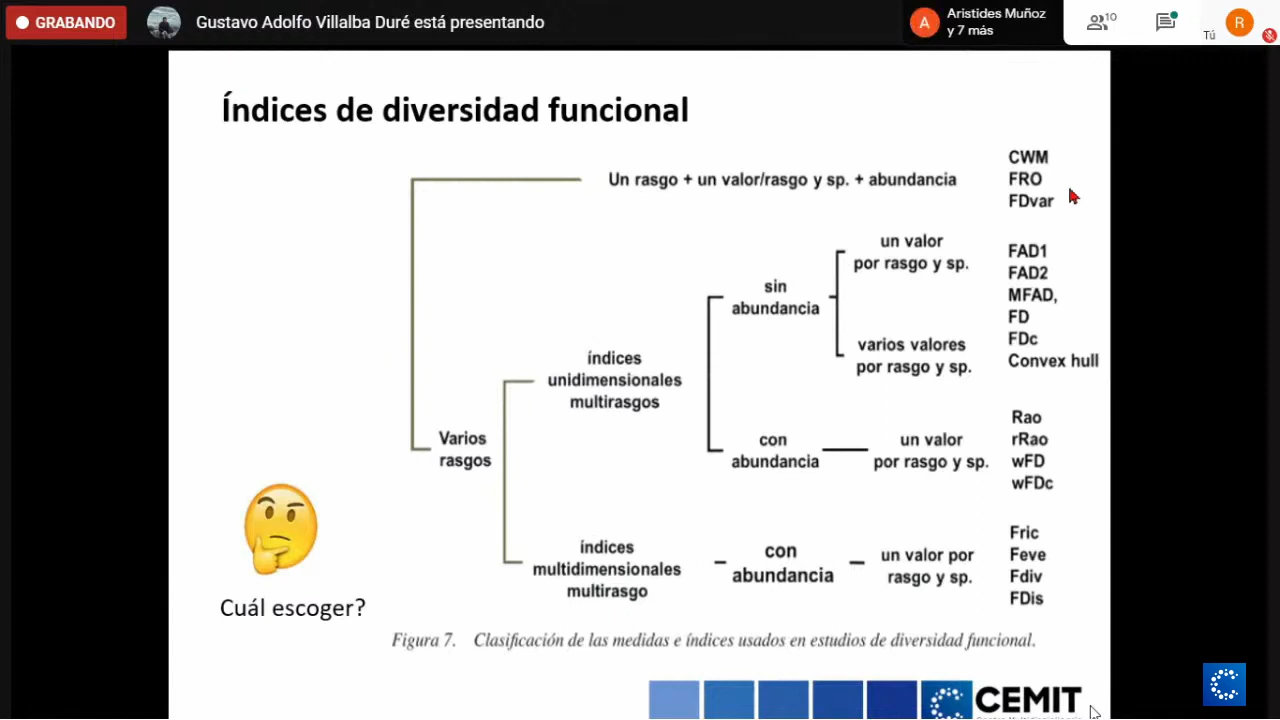 GRABANDO
Gustavo Adolfo Villalba Duré está presentando
A
Aristides Muñoz
y 7 más
10
Tú
R
Índices de diversidad funcional
Un rasgo + un valor/rasgo y sp. + abundancia
CWM
FRO
FDvar
Varios
rasgos
índices
unidimensionales
multirasgos
sin
abundancia
un valor
por rasgo y sp.
varios valores
por rasgo y sp.
FAD1
FAD2
MFAD,
FD
FDc
Convex hull
con
abundancia
un valor
por rasgo y sp.
Rao
rRao
wFD
wFDc
índices
multidimensionales
multirasgo
con
abundancia
un valor por
rasgo y sp.
Fric
Feve
Fdiv
FDis
Cuál escoger?
Figura 7. Clasificación de las medidas e índices usados en estudios de diversidad funcional.
CEMIT